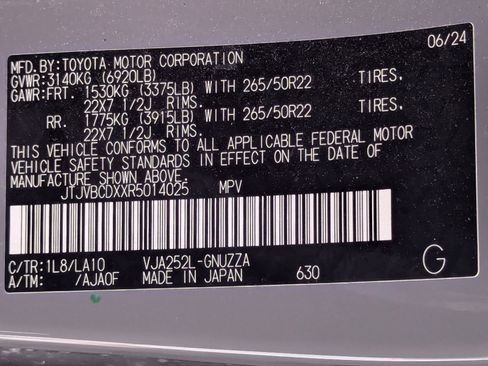 MFD.BY:TOYOTA MOTOR CORPORATION 06/24
GVWR:3140KG (6920LB)
GAWR:FRT. 1530KG (3375LB) WITH 265/50R22 TIRES.
22X7 1/2J RIMS.
RR. 1775KG (3915LB) WITH 265/50R22 TIRES.
22X7 1/2J RIMS.
THIS VEHICLE CONFORMS TO ALL APPLICABLE FEDERAL MOTOR
VEHICLE SAFETY STANDARDS IN EFFECT ON THE DATE OF
MANUFACTURE SHOWN ABOVE.
JTJVBCDXXR5014025 MPV
C/TR:1L8/LA10 VJA252L-GNUZZA G
A/TM: /AJA0F MADE IN JAPAN 630